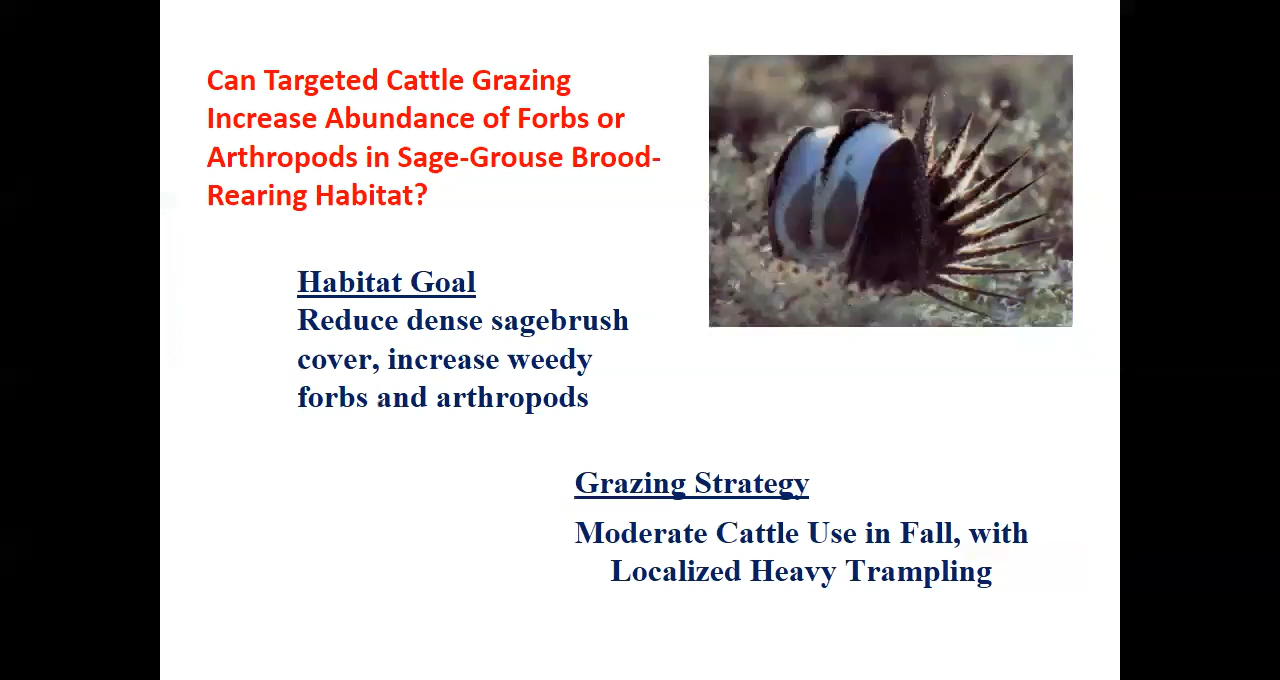 Can Targeted Cattle Grazing
Increase Abundance of Forbs or
Arthropods in Sage-Grouse Brood-
Rearing Habitat?
Habitat Goal
Reduce dense sagebrush
cover, increase weedy
forbs and arthropods
Grazing Strategy
Moderate Cattle Use in Fall, with
Localized Heavy Trampling